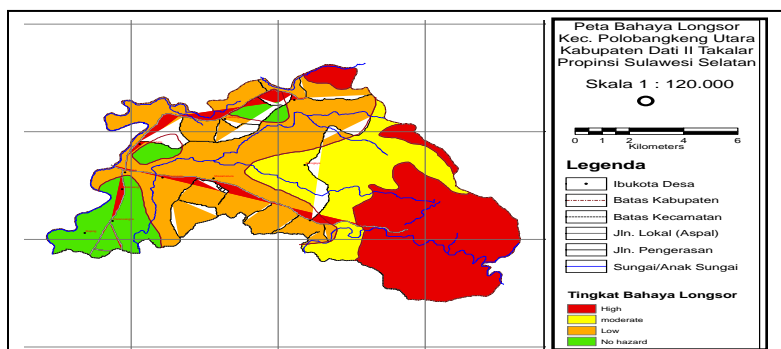 Peta Bahaya Longsor
Kec. Polobangkeng Utara
Kabupaten Dati II Takalar
Propinsi Sulawesi Selatan
Skala 1 : 120.000
0 1 2 4 6
Kilometers
Legenda
Ibukota Desa
Batas Kabupaten
Batas Kecamatan
Jln. Lokal (Aspal)
Jln. Pengerasan
Sungai/Anak Sungai
Tingkat Bahaya Longsor
High
moderate
Low
No hazard